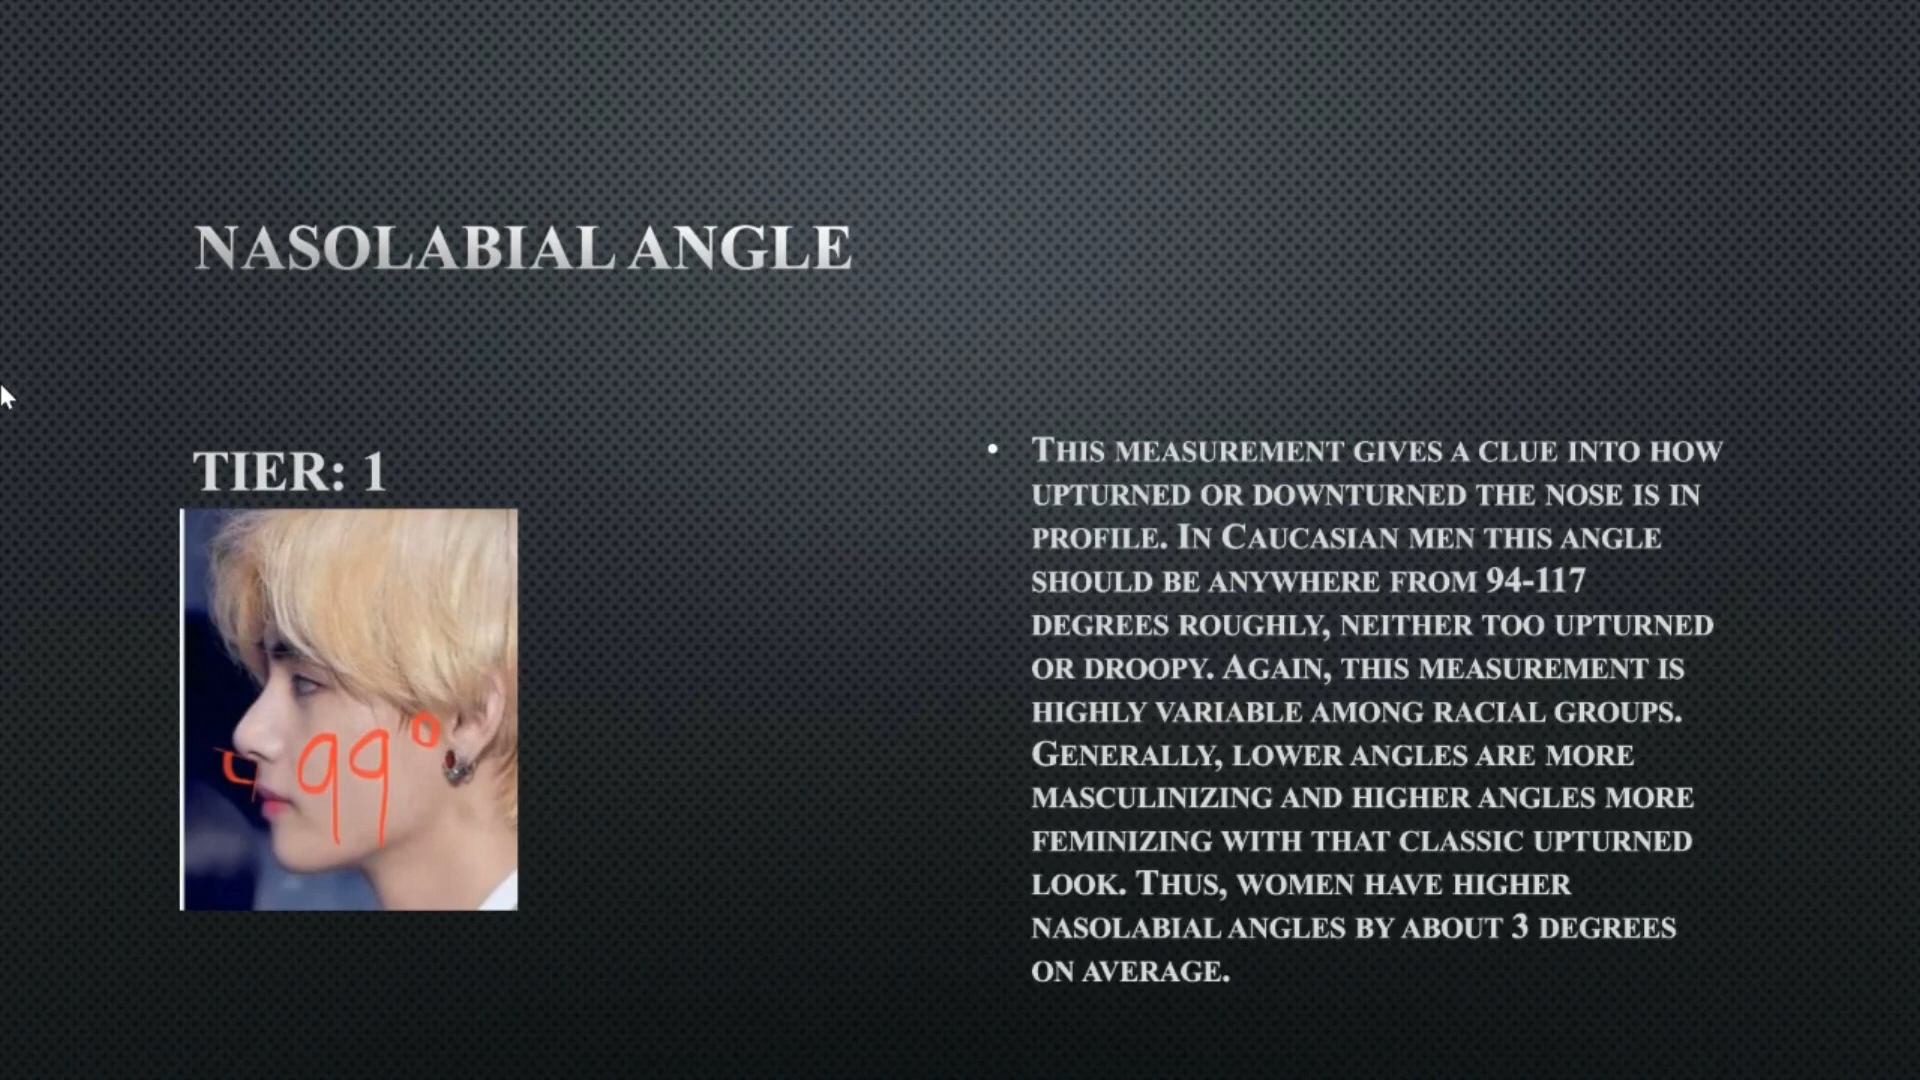 NASOLABIAL ANGLE
TIER: 1
99°
• THIS MEASUREMENT GIVES A CLUE INTO HOW
UPTURNED OR DOWNTURNED THE NOSE IS IN
PROFILE. IN CAUCASIAN MEN THIS ANGLE
SHOULD BE ANYWHERE FROM 94-117
DEGREES ROUGHLY, NEITHER TOO UPTURNED
OR DROOPY. AGAIN, THIS MEASUREMENT IS
HIGHLY VARIABLE AMONG RACIAL GROUPS.
GENERALLY, LOWER ANGLES ARE MORE
MASCULINIZING AND HIGHER ANGLES MORE
FEMINIZING WITH THAT CLASSIC UPTURNED
LOOK. THUS, WOMEN HAVE HIGHER
NASOLABIAL ANGLES BY ABOUT 3 DEGREES
ON AVERAGE.